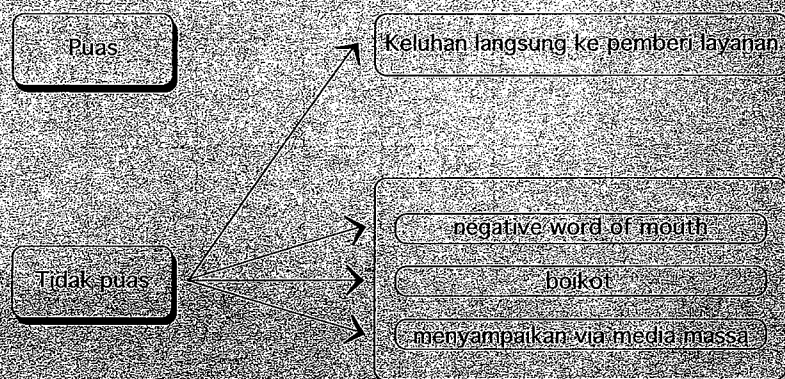 Puas
Keluhan langsung ke pemberi layanan
negative word of mouth
Tidak puas
boikot
menyampaikan via media massa